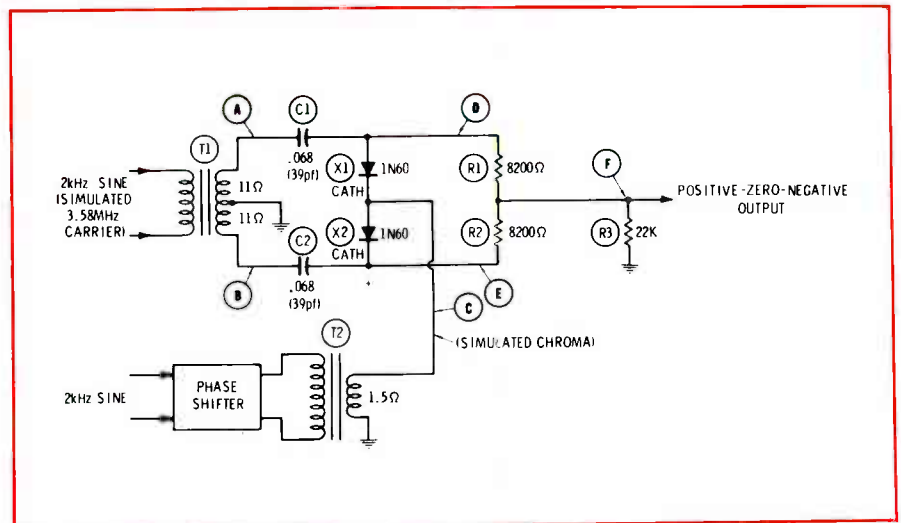 A
C1
D
T1
.068
(39pf)
X1
1N60
CATH
R1
8200Ω
F
2kHz SINE
(SIMULATED
3.58MHz
CARRIER)
11Ω
11Ω
POSITIVE-ZERO-NEGATIVE
OUTPUT
C2
X2
1N60
CATH
R2
8200Ω
R3
22K
B
.068
(39pf)
E
C
T2
(SIMULATED CHROMA)
2kHz SINE
PHASE
SHIFTER
1.5Ω